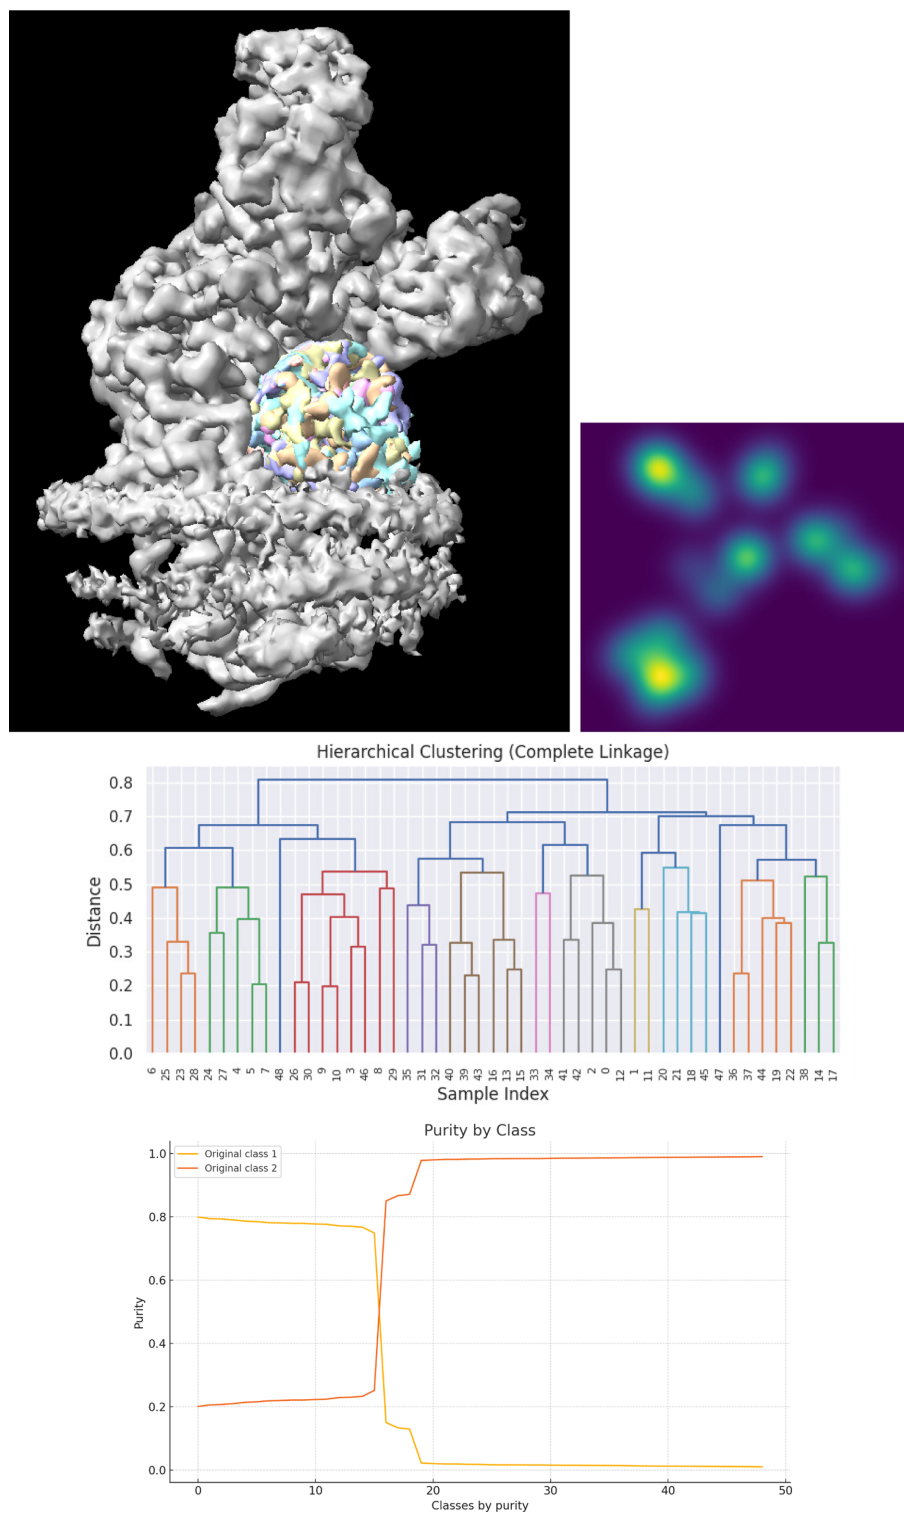 Hierarchical Clustering (Complete Linkage)
0.8
0.7
0.6
0.5
0.4
0.3
0.2
0.1
0.0
Distance
6 25 23 28 24 27 4 5 7 48 26 30 9 10 3 46 8 29 35 31 32 40 39 43 16 13 15 33 34 41 42 2 0 12 1 11 20 21 18 45 47 36 37 44 19 22 38 14 17
Sample Index
Purity by Class
Original class 1
Original class 2
1.0
0.8
0.6
0.4
0.2
0.0
Purity
0 10 20 30 40 50
Classes by purity